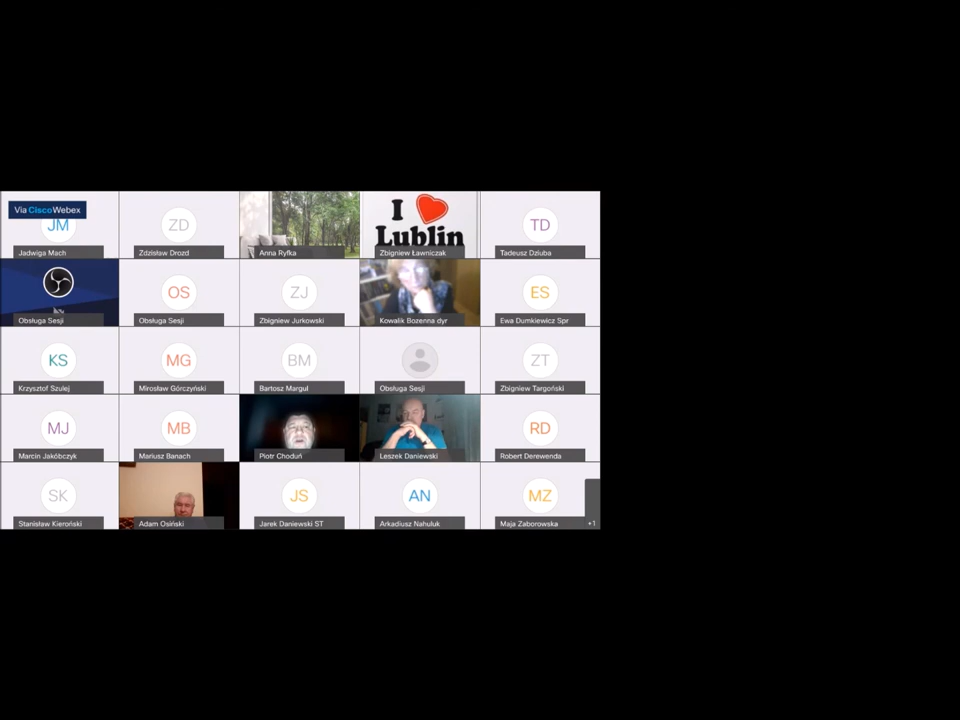 Via Cisco Webex
JM
Jadwiga Mach
ZD
Zdzisław Drozd
Anna Ryfka
I
Lublin
Zbigniew Ławniczak
TD
Tadeusz Dziuba
Obsługa Sesji
OS
Obsługa Sesji
ZJ
Zbigniew Jurkowski
Kowalik Bozenna dyr
ES
Ewa Dumkiewicz Spr
KS
Krzysztof Szulej
MG
Mirosław Górczyński
BM
Bartosz Margul
Obsługa Sesji
ZT
Zbigniew Targoński
MJ
Marcin Jakóbczyk
MB
Mariusz Banach
Piotr Choduń
Leszek Daniewski
RD
Robert Derewenda
SK
Stanisław Kieroński
Adam Osiński
JS
Jarek Daniewski ST
AN
Arkadiusz Nahuluk
MZ
Maja Zaborowska
+1